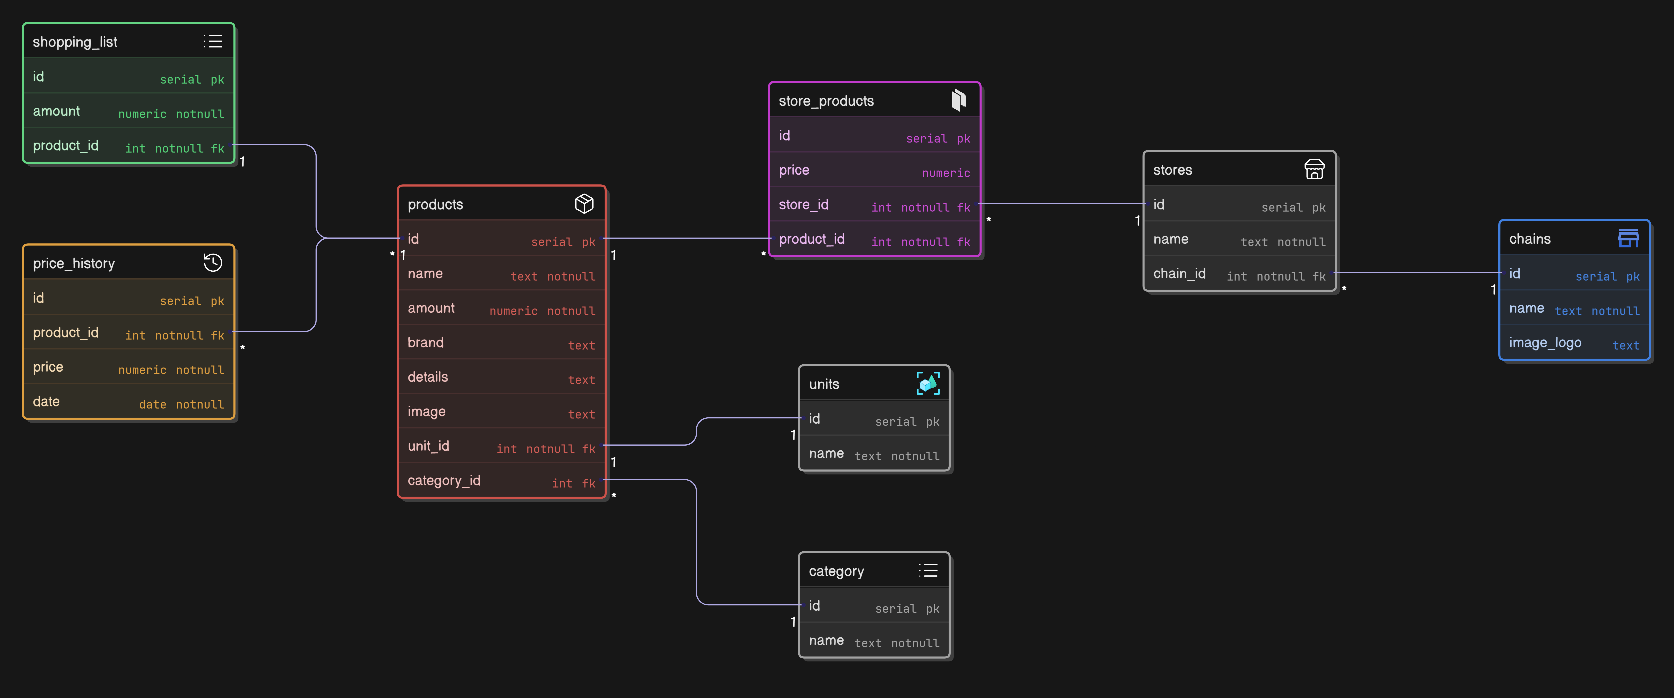 shopping_list
id serial pk
amount numeric notnull
product_id int notnull fk
1
price_history
id serial pk
product_id int notnull fk
*
price numeric notnull
date date notnull
products
id serial pk
* 1
1
name text notnull
amount numeric notnull
brand text
details text
image text
unit_id int notnull fk
1
category_id int fk
*
store_products
id serial pk
price numeric
store_id int notnull fk
*
product_id int notnull fk
*
units
id serial pk
1
name text notnull
category
id serial pk
1
name text notnull
stores
id serial pk
1
name text notnull
chain_id int notnull fk
*
chains
id serial pk
1
name text notnull
image_logo text